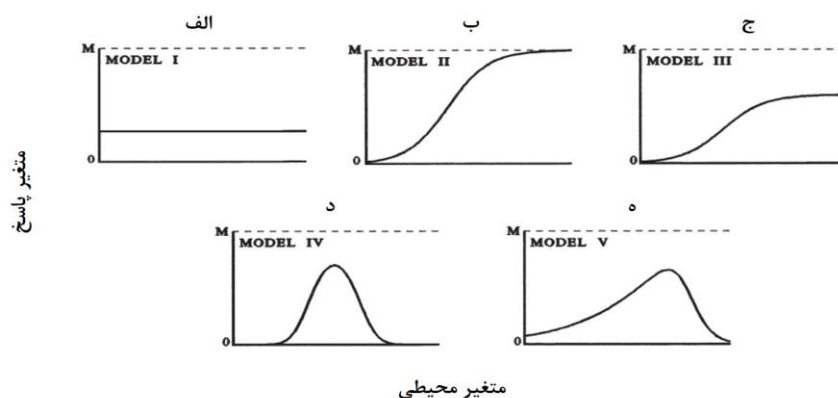 الف
ب
ج
M
MODEL I
0
M
MODEL II
0
M
MODEL III
0
متغیر پاسخ
د
ه
M
MODEL IV
0
M
MODEL V
0
متغیر محیطی